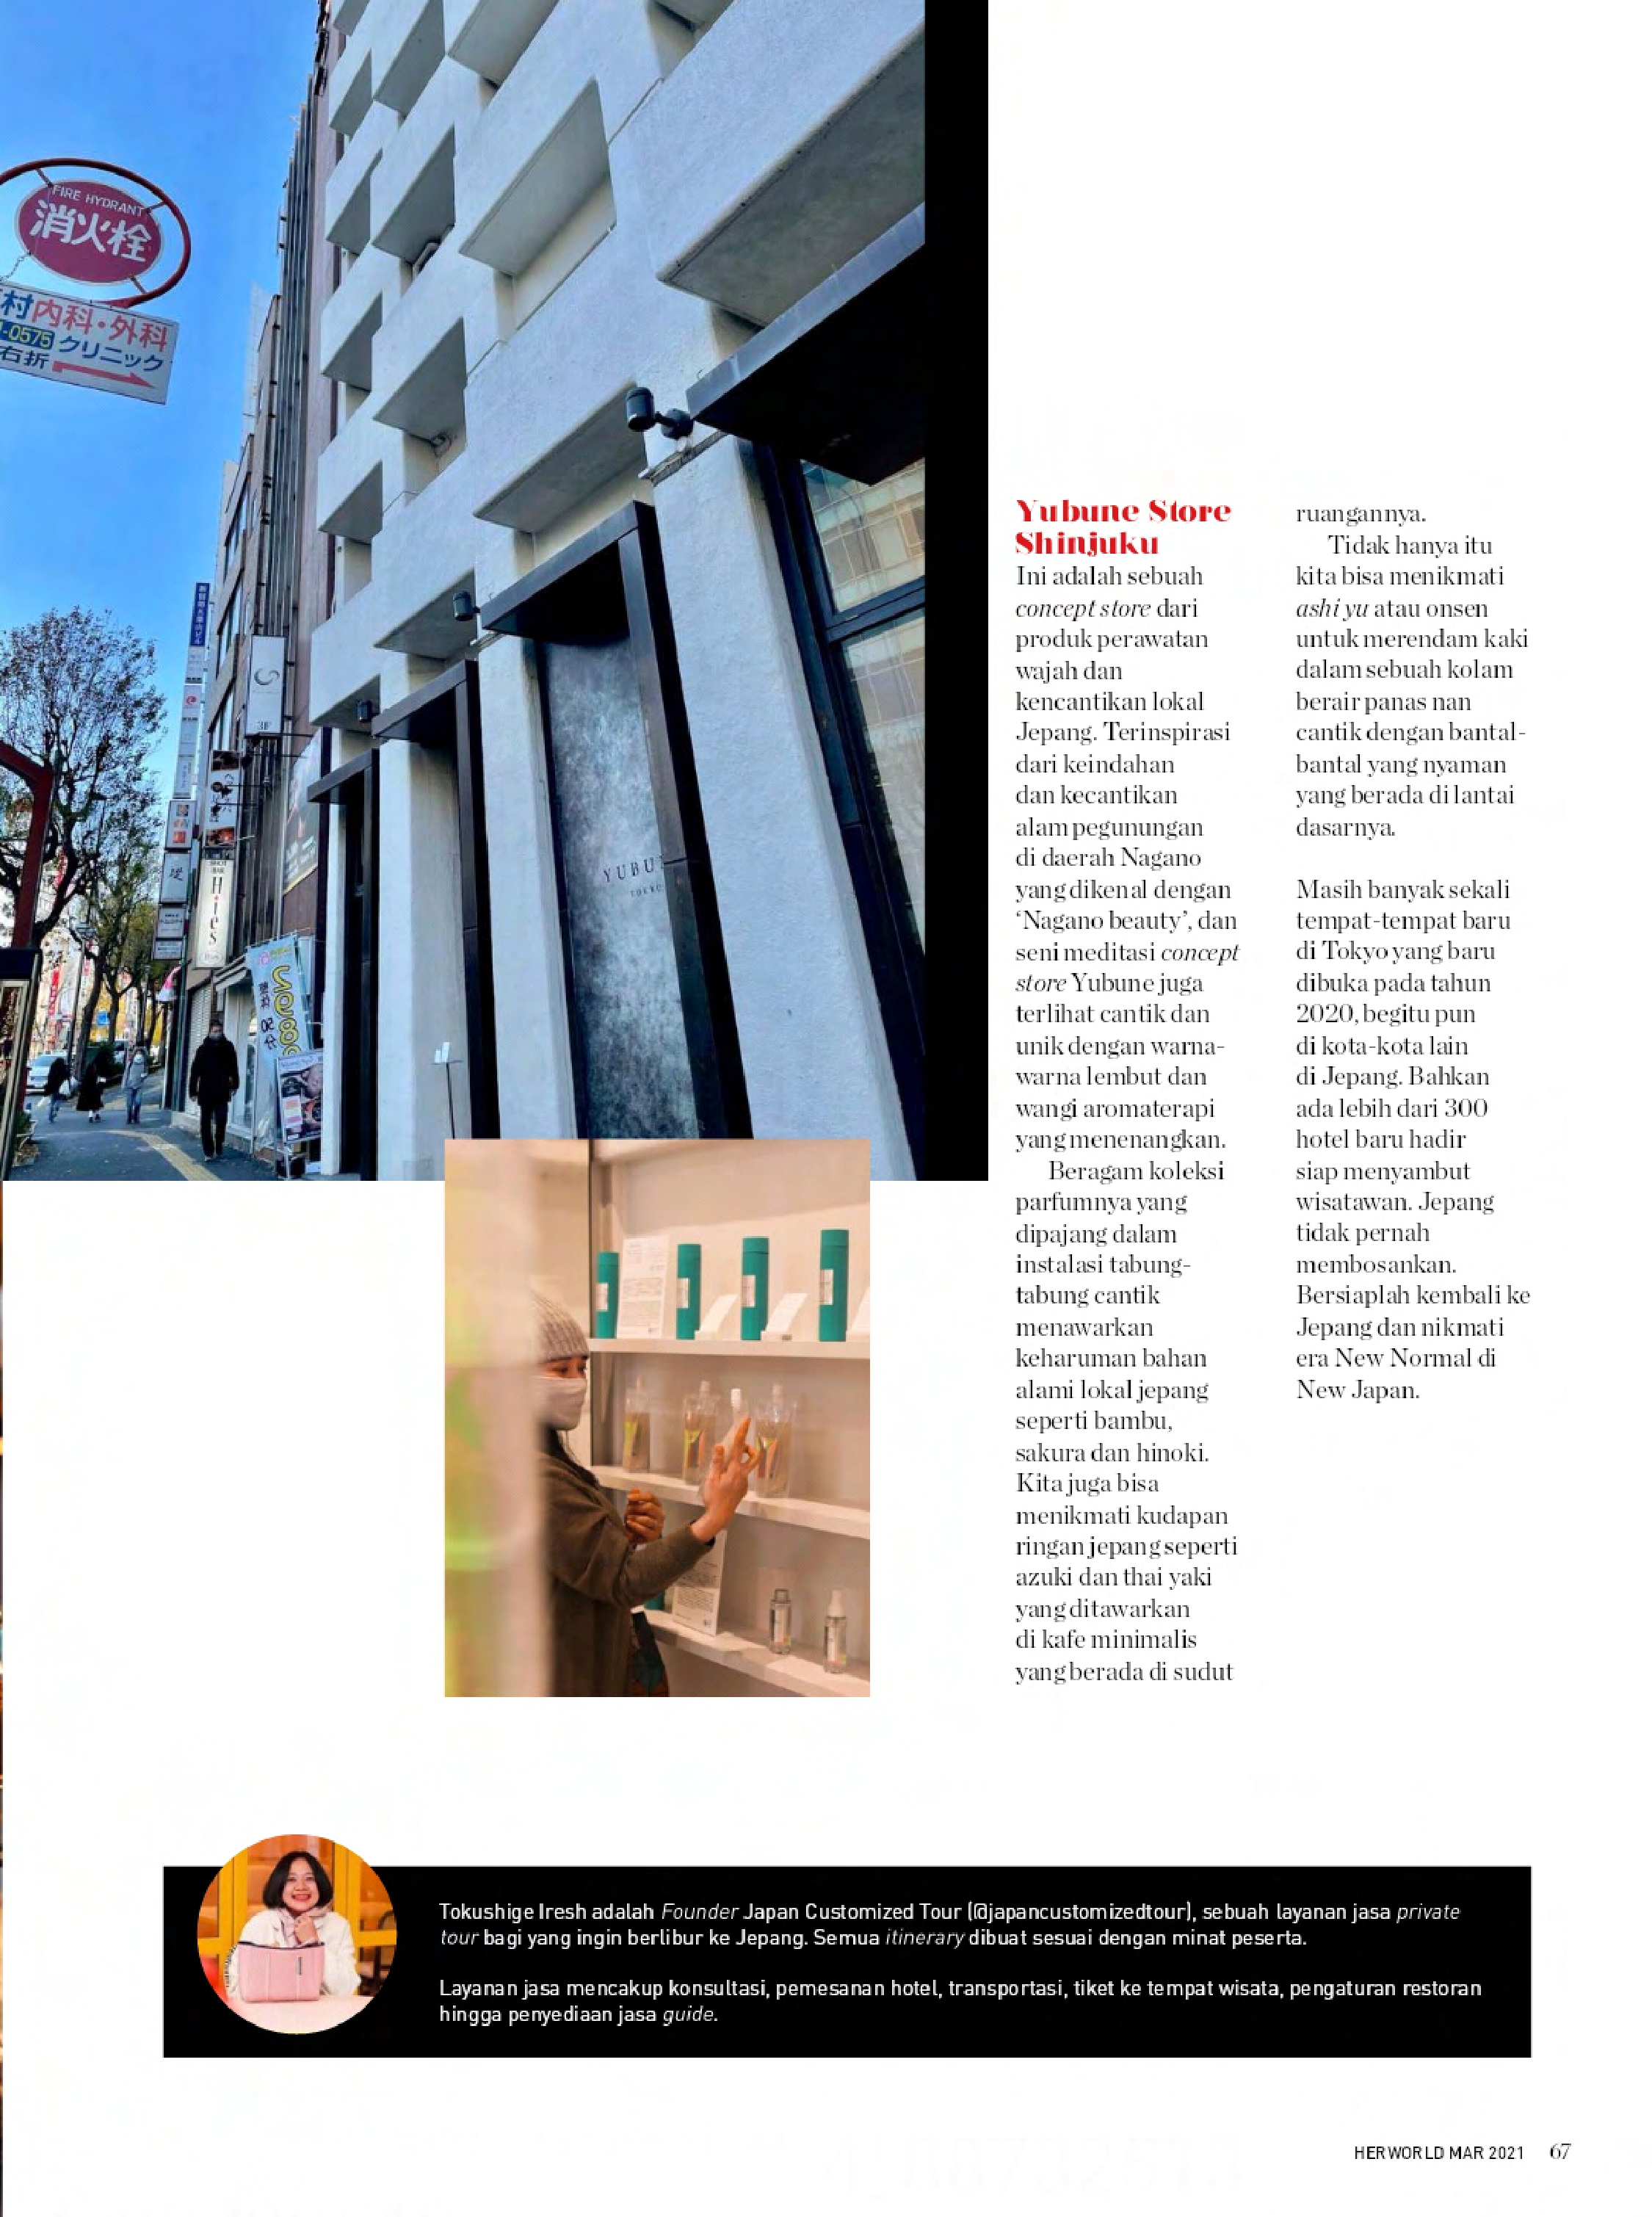 FIRE HYDRANT
消火栓
村内科・外科
-0575 クリニック
右折
3F
SHOT
BAR
Hiles
整体 50分
YUBU
TOKYO
Yubune Store
Shinjuku
Ini adalah sebuah
concept store dari
produk perawatan
wajah dan
kencantikan lokal
Jepang. Terinspirasi
dari keindahan
dan kecantikan
alam pegunungan
di daerah Nagano
yang dikenal dengan
‘Nagano beauty’, dan
seni meditasi concept
store Yubune juga
terlihat cantik dan
unik dengan warna-
warna lembut dan
wangi aromaterapi
yang menenangkan.
Beragam koleksi
parfumnya yang
dipajang dalam
instalasi tabung-
tabung cantik
menawarkan
keharuman bahan
alami lokal jepang
seperti bambu,
sakura dan hinoki.
Kita juga bisa
menikmati kudapan
ringan jepang seperti
azuki dan thai yaki
yang ditawarkan
di kafe minimalis
yang berada di sudut
ruangannya.
Tidak hanya itu
kita bisa menikmati
ashi yu atau onsen
untuk merendam kaki
dalam sebuah kolam
berair panas nan
cantik dengan bantal-
bantal yang nyaman
yang berada di lantai
dasarnya.
Masih banyak sekali
tempat-tempat baru
di Tokyo yang baru
dibuka pada tahun
2020, begitu pun
di kota-kota lain
di Jepang. Bahkan
ada lebih dari 300
hotel baru hadir
siap menyambut
wisatawan. Jepang
tidak pernah
membosankan.
Bersiaplah kembali ke
Jepang dan nikmati
era New Normal di
New Japan.
Tokushige Iresh adalah Founder Japan Customized Tour (@japancustomizedtour), sebuah layanan jasa private
tour bagi yang ingin berlibur ke Jepang. Semua itinerary dibuat sesuai dengan minat peserta.
Layanan jasa mencakup konsultasi, pemesanan hotel, transportasi, tiket ke tempat wisata, pengaturan restoran
hingga penyediaan jasa guide.
HERWORLD MAR 2021 67